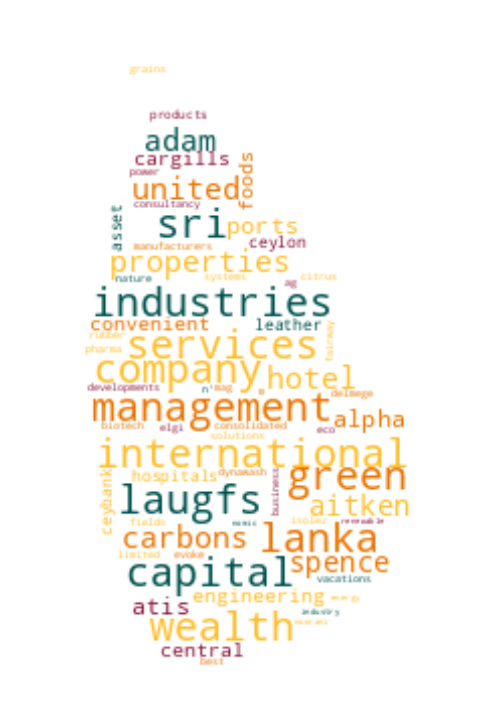 grains
products
adam
cargills
power
foods
united
consultancy
asset
sri
ports
ceylon
manufacturers
properties
nature
systems
citrus
ag
industries
convenient
leather
rubber
fairway
services
pharma
company
hotel
developments
n'
mag
delmege
management
alpha
biotech
elgi
consolidated
eco
solutions
international
ceybank
hospitals
dynawash
business
green
laugfs
aitken
fields
isolez
renewable
carbons
lanka
limited
evoke
spence
capital
vacations
engineering
energy
atis
industry
wealth
central
best